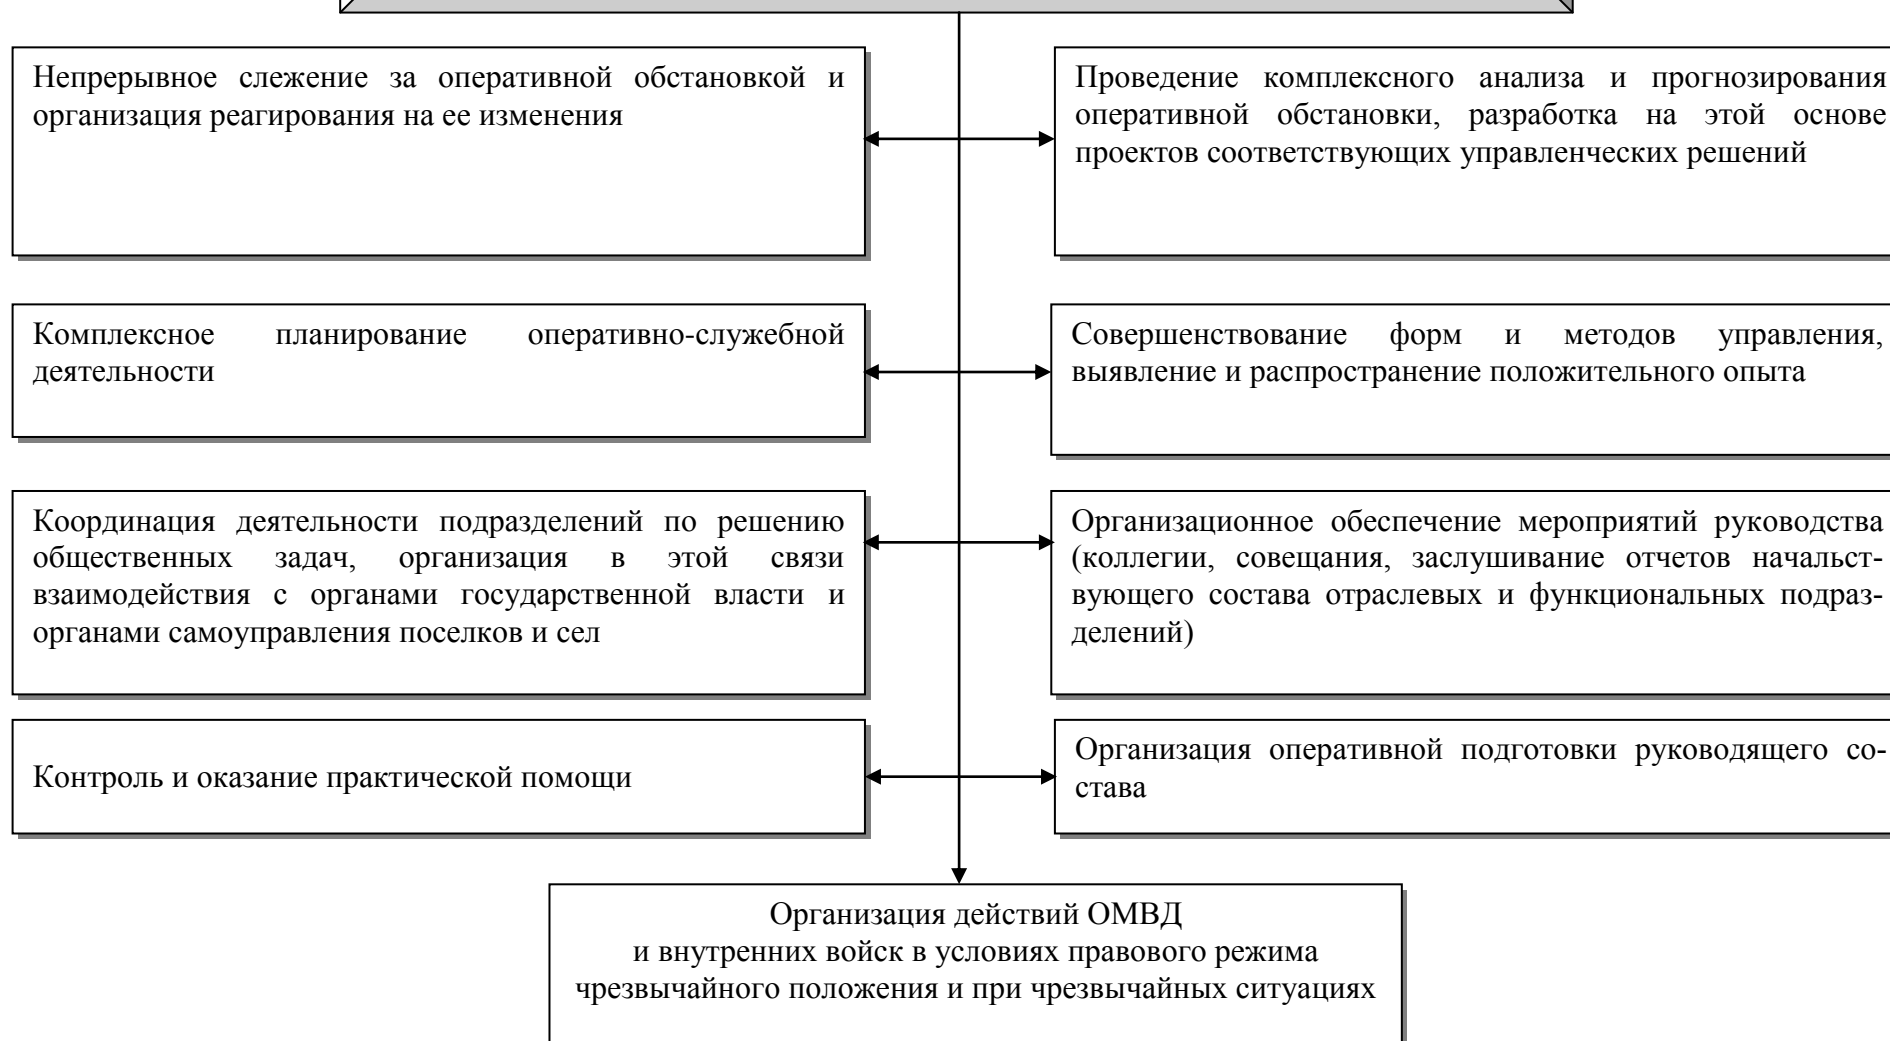 Непрерывное слежение за оперативной обстановкой и
организация реагирования на ее изменения
Проведение комплексного анализа и прогнозирования
оперативной обстановки, разработка на этой основе
проектов соответствующих управленческих решений
Комплексное планирование оперативно-служебной
деятельности
Совершенствование форм и методов управления,
выявление и распространение положительного опыта
Координация деятельности подразделений по решению
общественных задач, организация в этой связи
взаимодействия с органами государственной власти и
органами самоуправления поселков и сел
Организационное обеспечение мероприятий руководства
(коллегии, совещания, заслушивание отчетов начальст-
вующего состава отраслевых и функциональных подраз-
делений)
Контроль и оказание практической помощи
Организация оперативной подготовки руководящего со-
става
Организация действий ОМВД
и внутренних войск в условиях правового режима
чрезвычайного положения и при чрезвычайных ситуациях